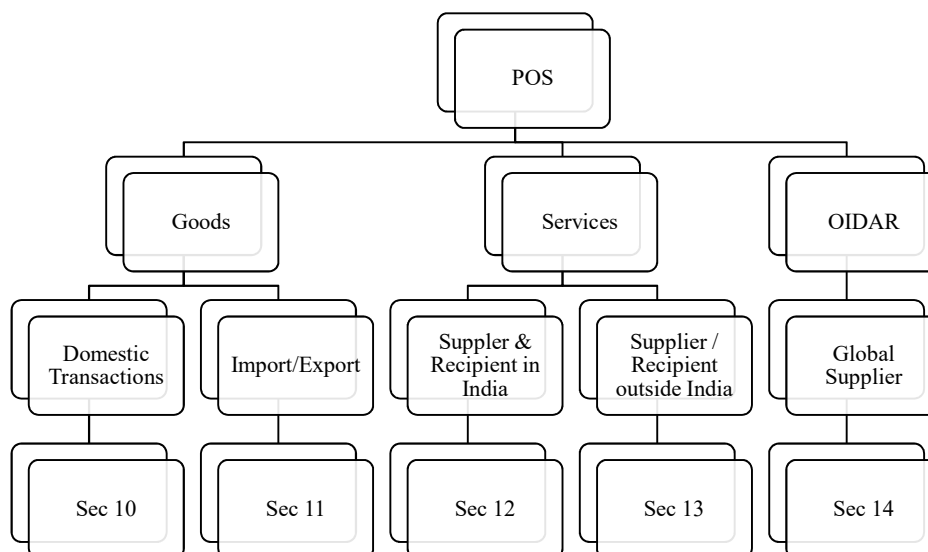 POS
Goods
Services
OIDAR
Domestic
Transactions
Import/Export
Suppler &
Recipient in
India
Supplier /
Recipient
outside India
Global
Supplier
Sec 10
Sec 11
Sec 12
Sec 13
Sec 14